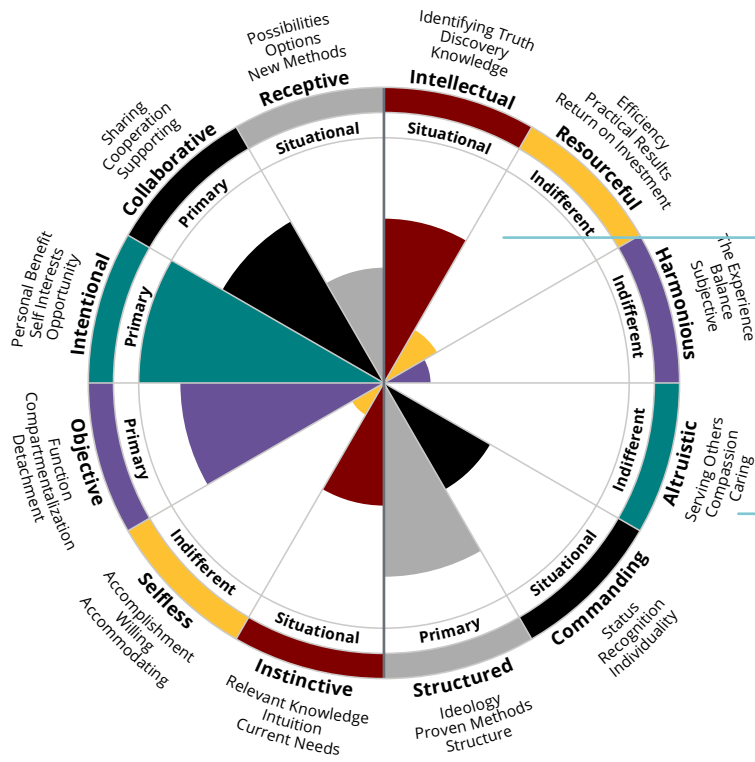 Possibilities
Options
New Methods
Receptive
Situational
Identifying Truth
Discovery
Knowledge
Intellectual
Situational
Efficiency
Practical Results
Return on Investment
Resourceful
Indifferent
The Experience
Balance
Subjective
Harmonious
Indifferent
Altruistic
Serving Others
Compassion
Caring
Indifferent
Commanding
Status
Recognition
Individuality
Situational
Primary
Structured
Ideology
Proven Methods
Structure
Situational
Instinctive
Relevant Knowledge
Intuition
Current Needs
Indifferent
Selfless
Accomplishment
Willing
Accommodating
Primary
Objective
Function
Compartmentalization
Detachment
Personal Benefit
Self Interests
Opportunity
Intentional
Primary
Sharing
Cooperation
Supporting
Collaborative
Primary